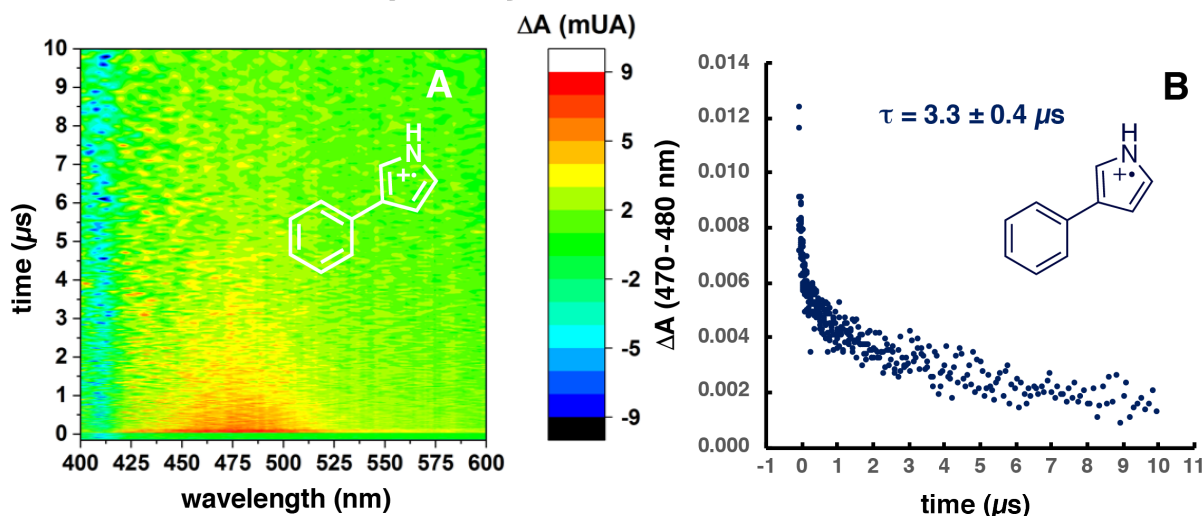 ΔA (mUA)
A
10
9
8
7
6
5
4
3
2
1
0
time (µs)
400 425 450 475 500 525 550 575 600
wavelength (nm)
H
N
+·
9
5
2
-2
-5
-9
B
τ = 3.3 ± 0.4 µs
H
N
+·
0.014
0.012
0.010
0.008
0.006
0.004
0.002
0.000
ΔA (470-480 nm)
-1 0 1 2 3 4 5 6 7 8 9 10 11
time (µs)